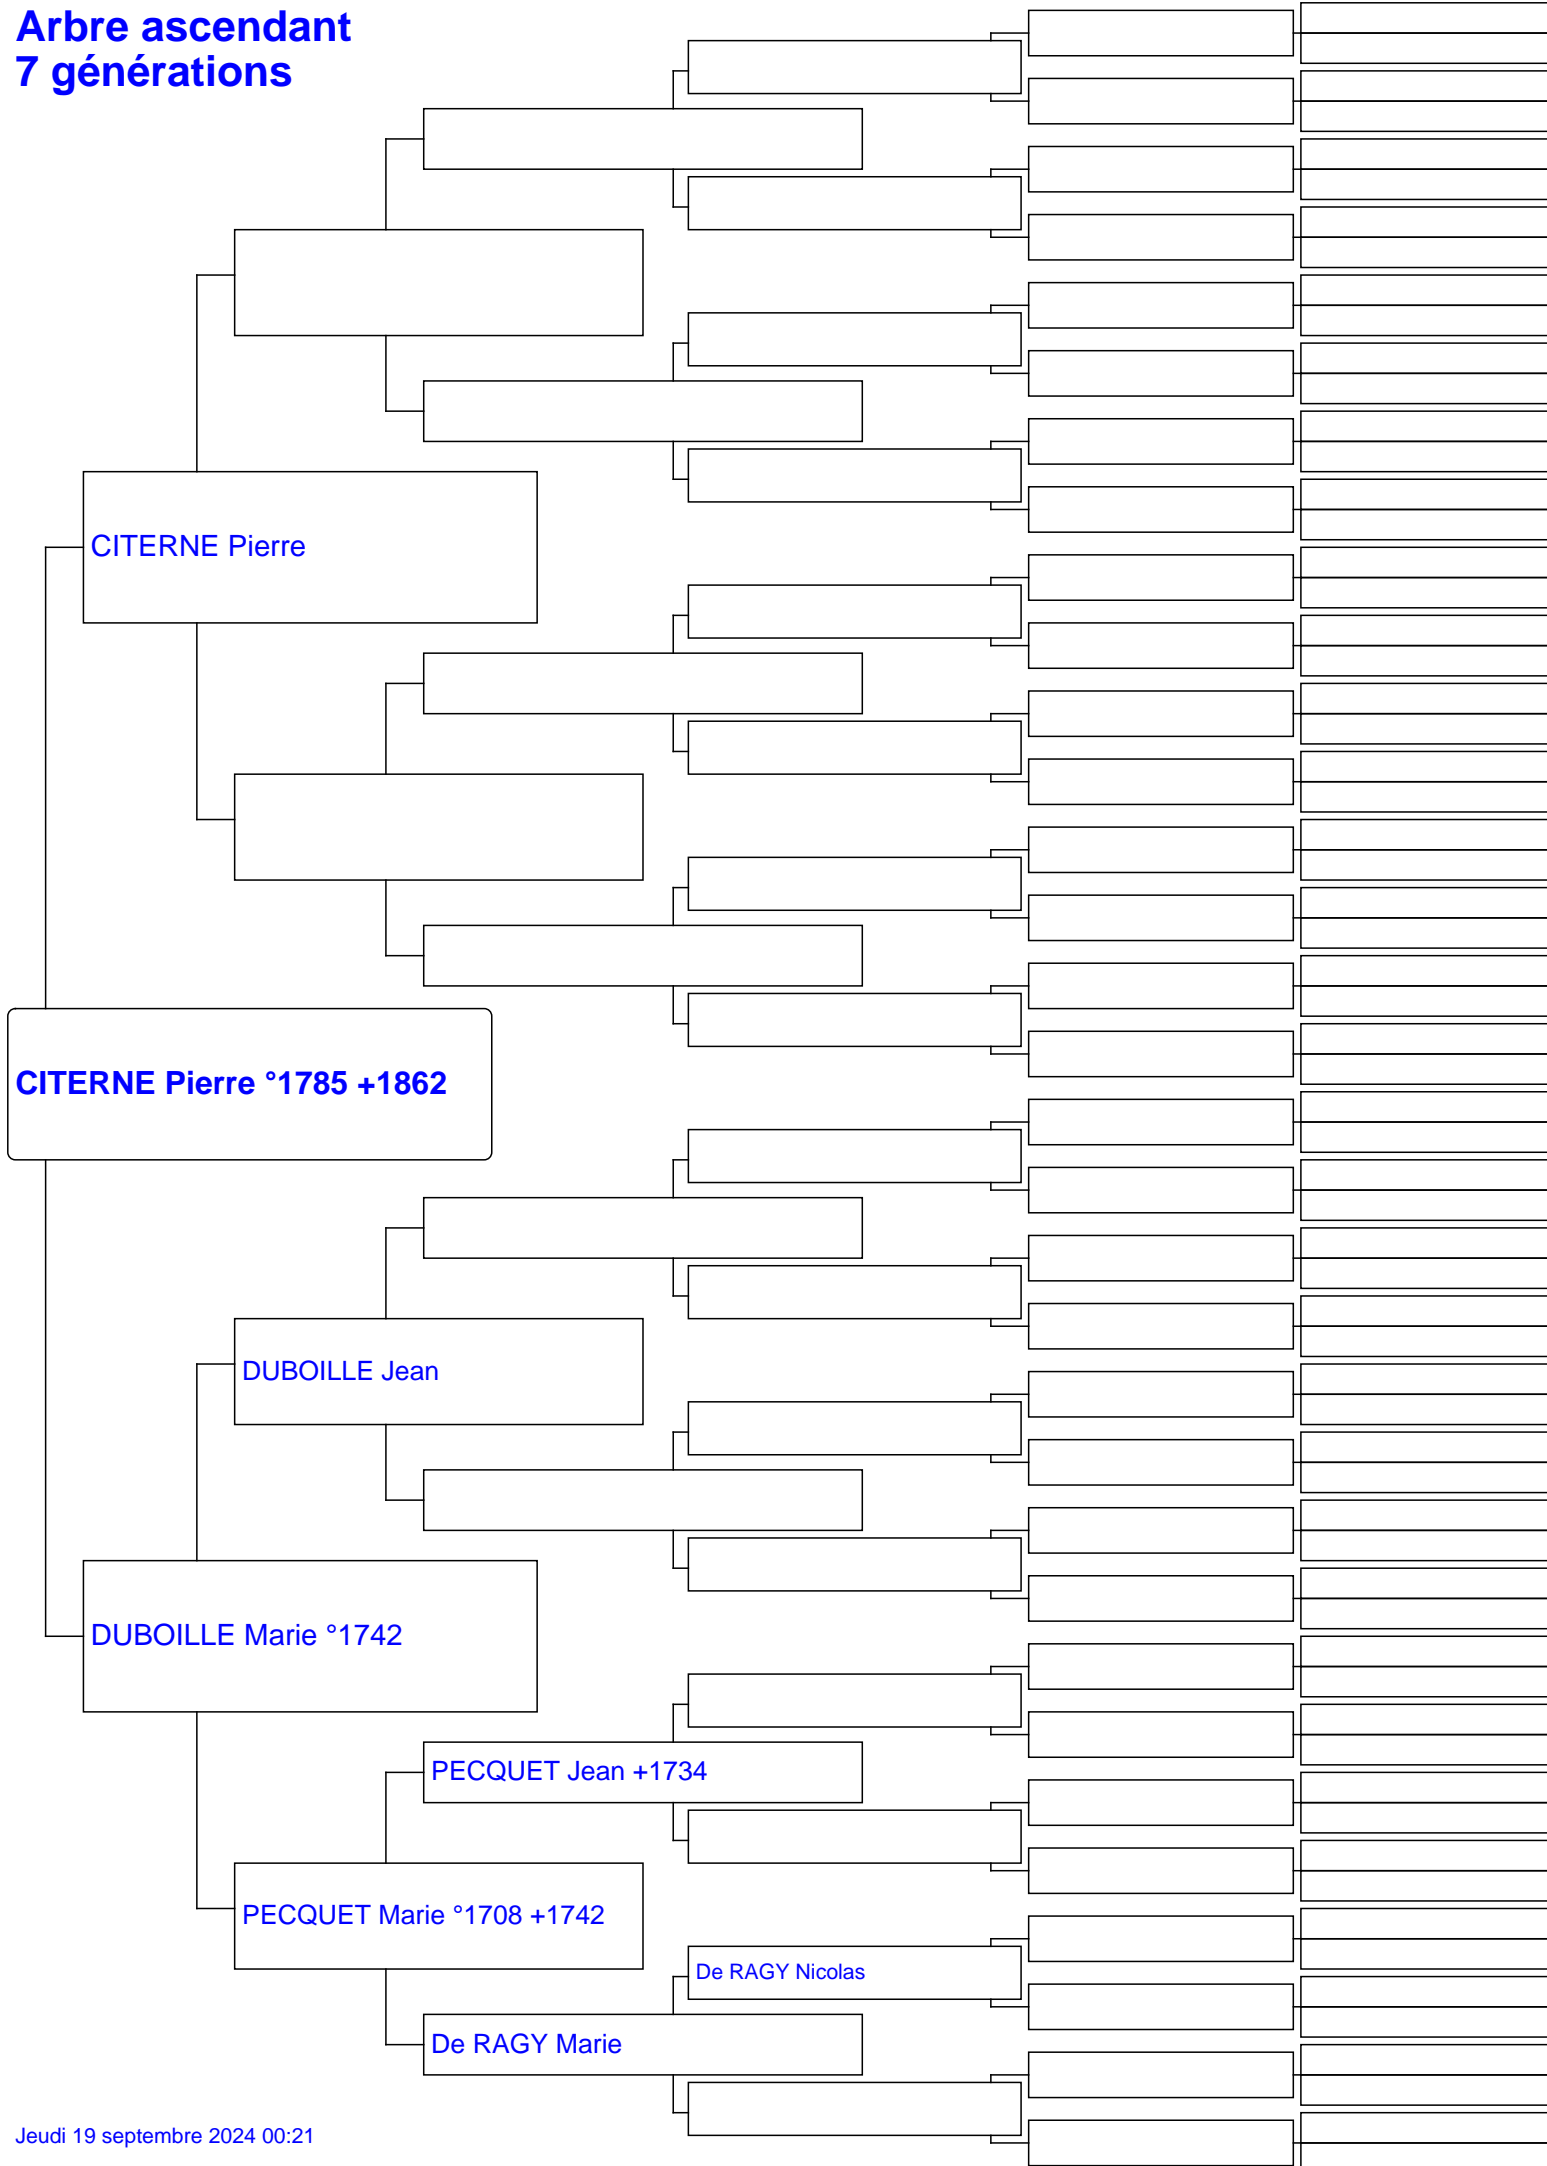 Arbre ascendant
7 générations
CITERNE Pierre
CITERNE Pierre °1785 +1862
DUBOILLE Jean
DUBOILLE Marie °1742
PECQUET Jean +1734
PECQUET Marie °1708 +1742
De RAGY Nicolas
De RAGY Marie
Jeudi 19 septembre 2024 00:21